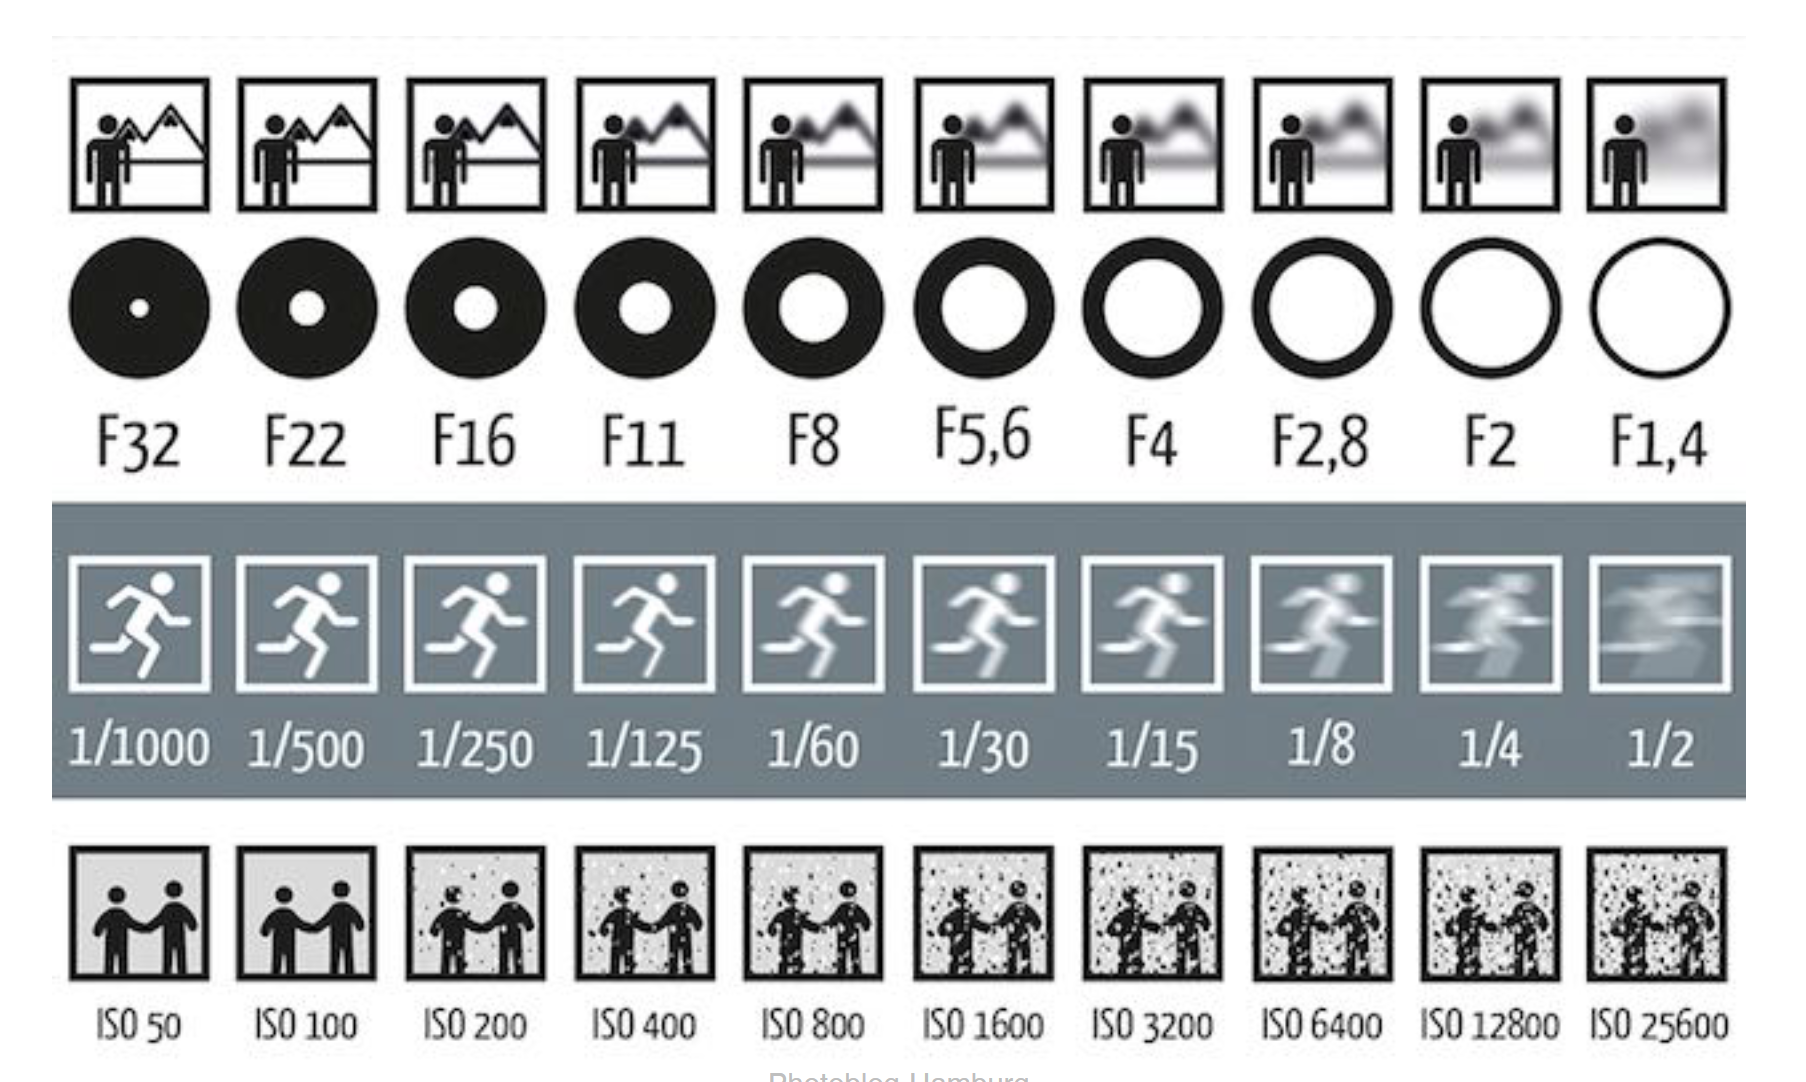 F32 F22 F16 F11 F8 F5,6 F4 F2,8 F2 F1,4
1/1000 1/500 1/250 1/125 1/60 1/30 1/15 1/8 1/4 1/2
ISO 50 ISO 100 ISO 200 ISO 400 ISO 800 ISO 1600 ISO 3200 ISO 6400 ISO 12800 ISO 25600
Photoblog Hamburg